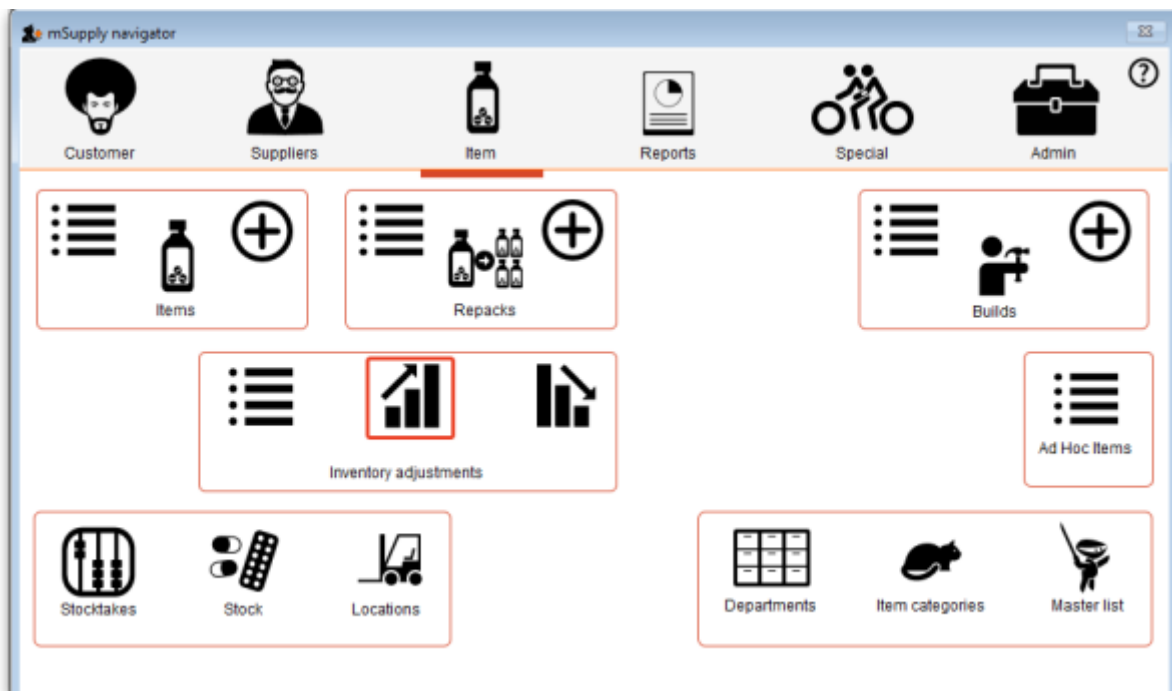 mSupply navigator
Customer Suppliers Item Reports Special Admin
?
Items Repacks Builds
Inventory adjustments
Ad Hoc Items
Stocktakes Stock Locations
Departments Item categories Master list